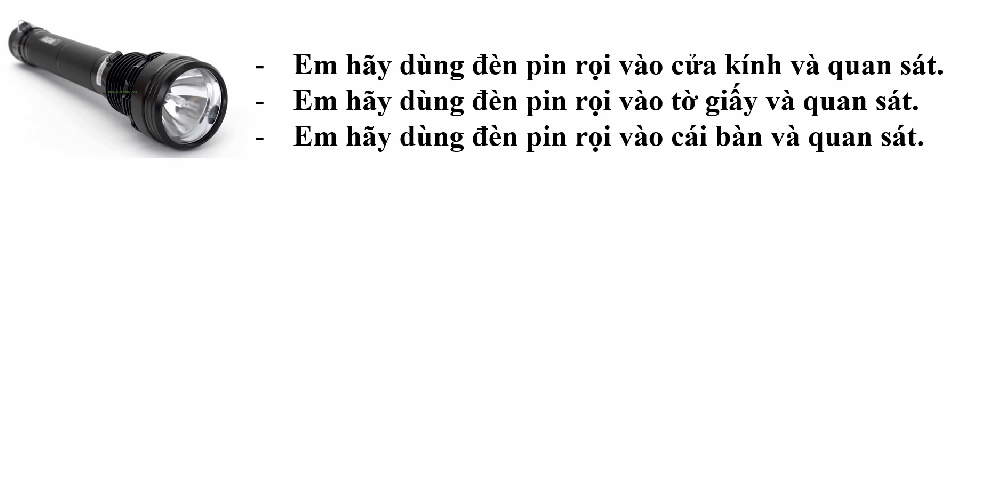 - Em hãy dùng đèn pin rọi vào cửa kính và quan sát.
- Em hãy dùng đèn pin rọi vào tờ giấy và quan sát.
- Em hãy dùng đèn pin rọi vào cái bàn và quan sát.